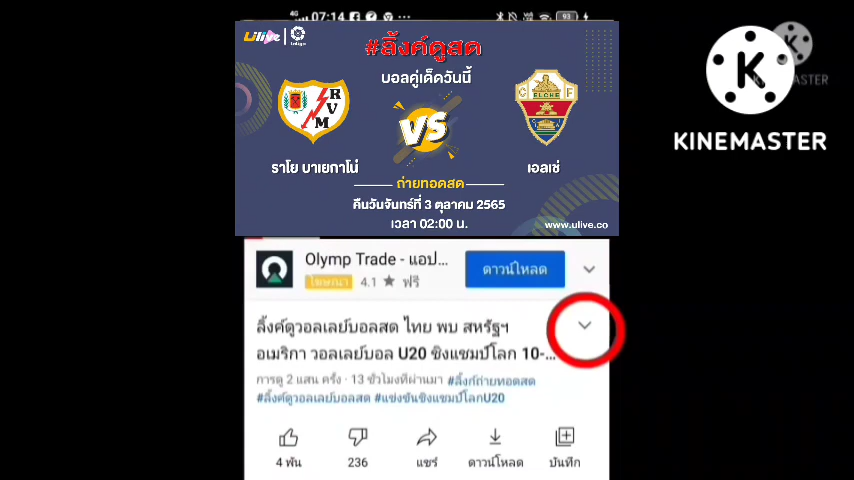 4G 07:14
93
Ulive
LaLiga
#ลิ้งค์ดูสด
บอลคู่เด็ดวันนี้
RVM
VS
ELCHE
C F
ราโย บาเยกาโน่
เอลเช่
ถ่ายทอดสด
คืนวันจันทร์ที่ 3 ตุลาคม 2565
เวลา 02:00 น.
www.ulive.co
KINEMASTER
Olymp Trade - แอป...
ดาวน์โหลด
โฆษณา 4.1 ★ ฟรี
ลิ้งค์ดูวอลเลย์บอลสด ไทย พบ สหรัฐฯ
อเมริกา วอลเลย์บอล U20 ชิงแชมป์โลก 10-...
การดู 2 แสน ครั้ง · 13 ชั่วโมงที่ผ่านมา #ลิ้งก์ถ่ายทอดสด
#ลิ้งค์ดูวอลเลย์บอลสด #แข่งขันชิงแชมป์โลกU20
4 พัน
236
แชร์
ดาวน์โหลด
บันทึก